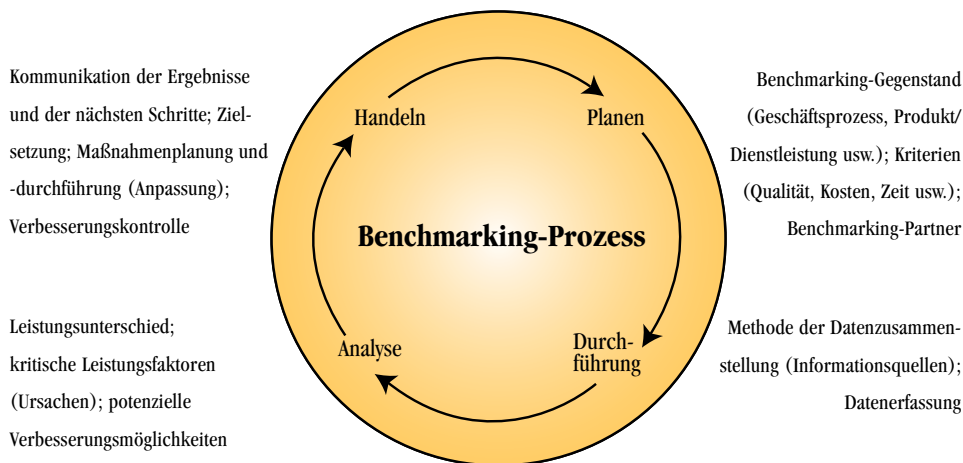 Kommunikation der Ergebnisse
und der nächsten Schritte; Ziel-
setzung; Maßnahmenplanung und
-durchführung (Anpassung);
Verbesserungskontrolle
Handeln
Planen
Benchmarking-Gegenstand
(Geschäftsprozess, Produkt/
Dienstleistung usw.); Kriterien
(Qualität, Kosten, Zeit usw.);
Benchmarking-Partner
Benchmarking-Prozess
Leistungsunterschied;
kritische Leistungsfaktoren
(Ursachen); potenzielle
Verbesserungsmöglichkeiten
Analyse
Durch-
führung
Methode der Datenzusammen-
stellung (Informationsquellen);
Datenerfassung